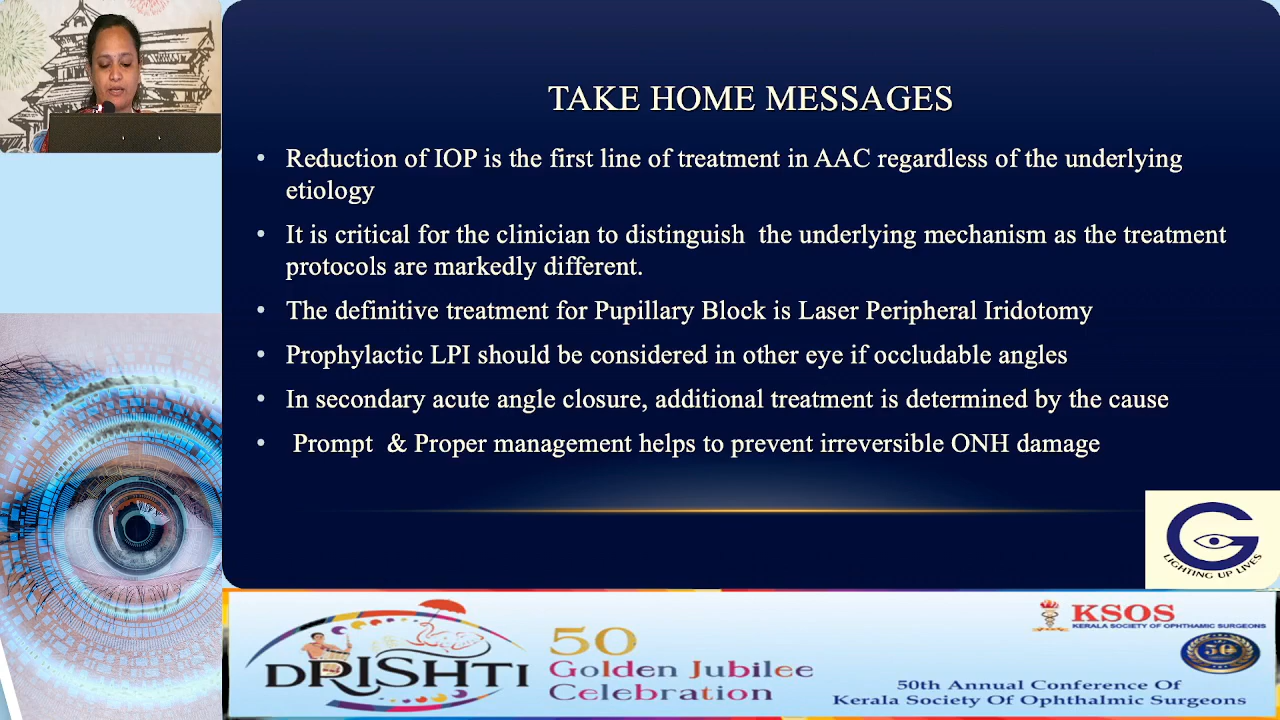 TAKE HOME MESSAGES
• Reduction of IOP is the first line of treatment in AAC regardless of the underlying
etiology
• It is critical for the clinician to distinguish the underlying mechanism as the treatment
protocols are markedly different.
• The definitive treatment for Pupillary Block is Laser Peripheral Iridotomy
• Prophylactic LPI should be considered in other eye if occludable angles
• In secondary acute angle closure, additional treatment is determined by the cause
• Prompt & Proper management helps to prevent irreversible ONH damage
G
LIGHTING UP LIVES
DRISHTI
50
Golden Jubilee
Celebration
KSOS
KERALA SOCIETY OF OPHTHAMIC SURGEONS
50
50th Annual Conference Of
Kerala Society Of Ophthalmic Surgeons